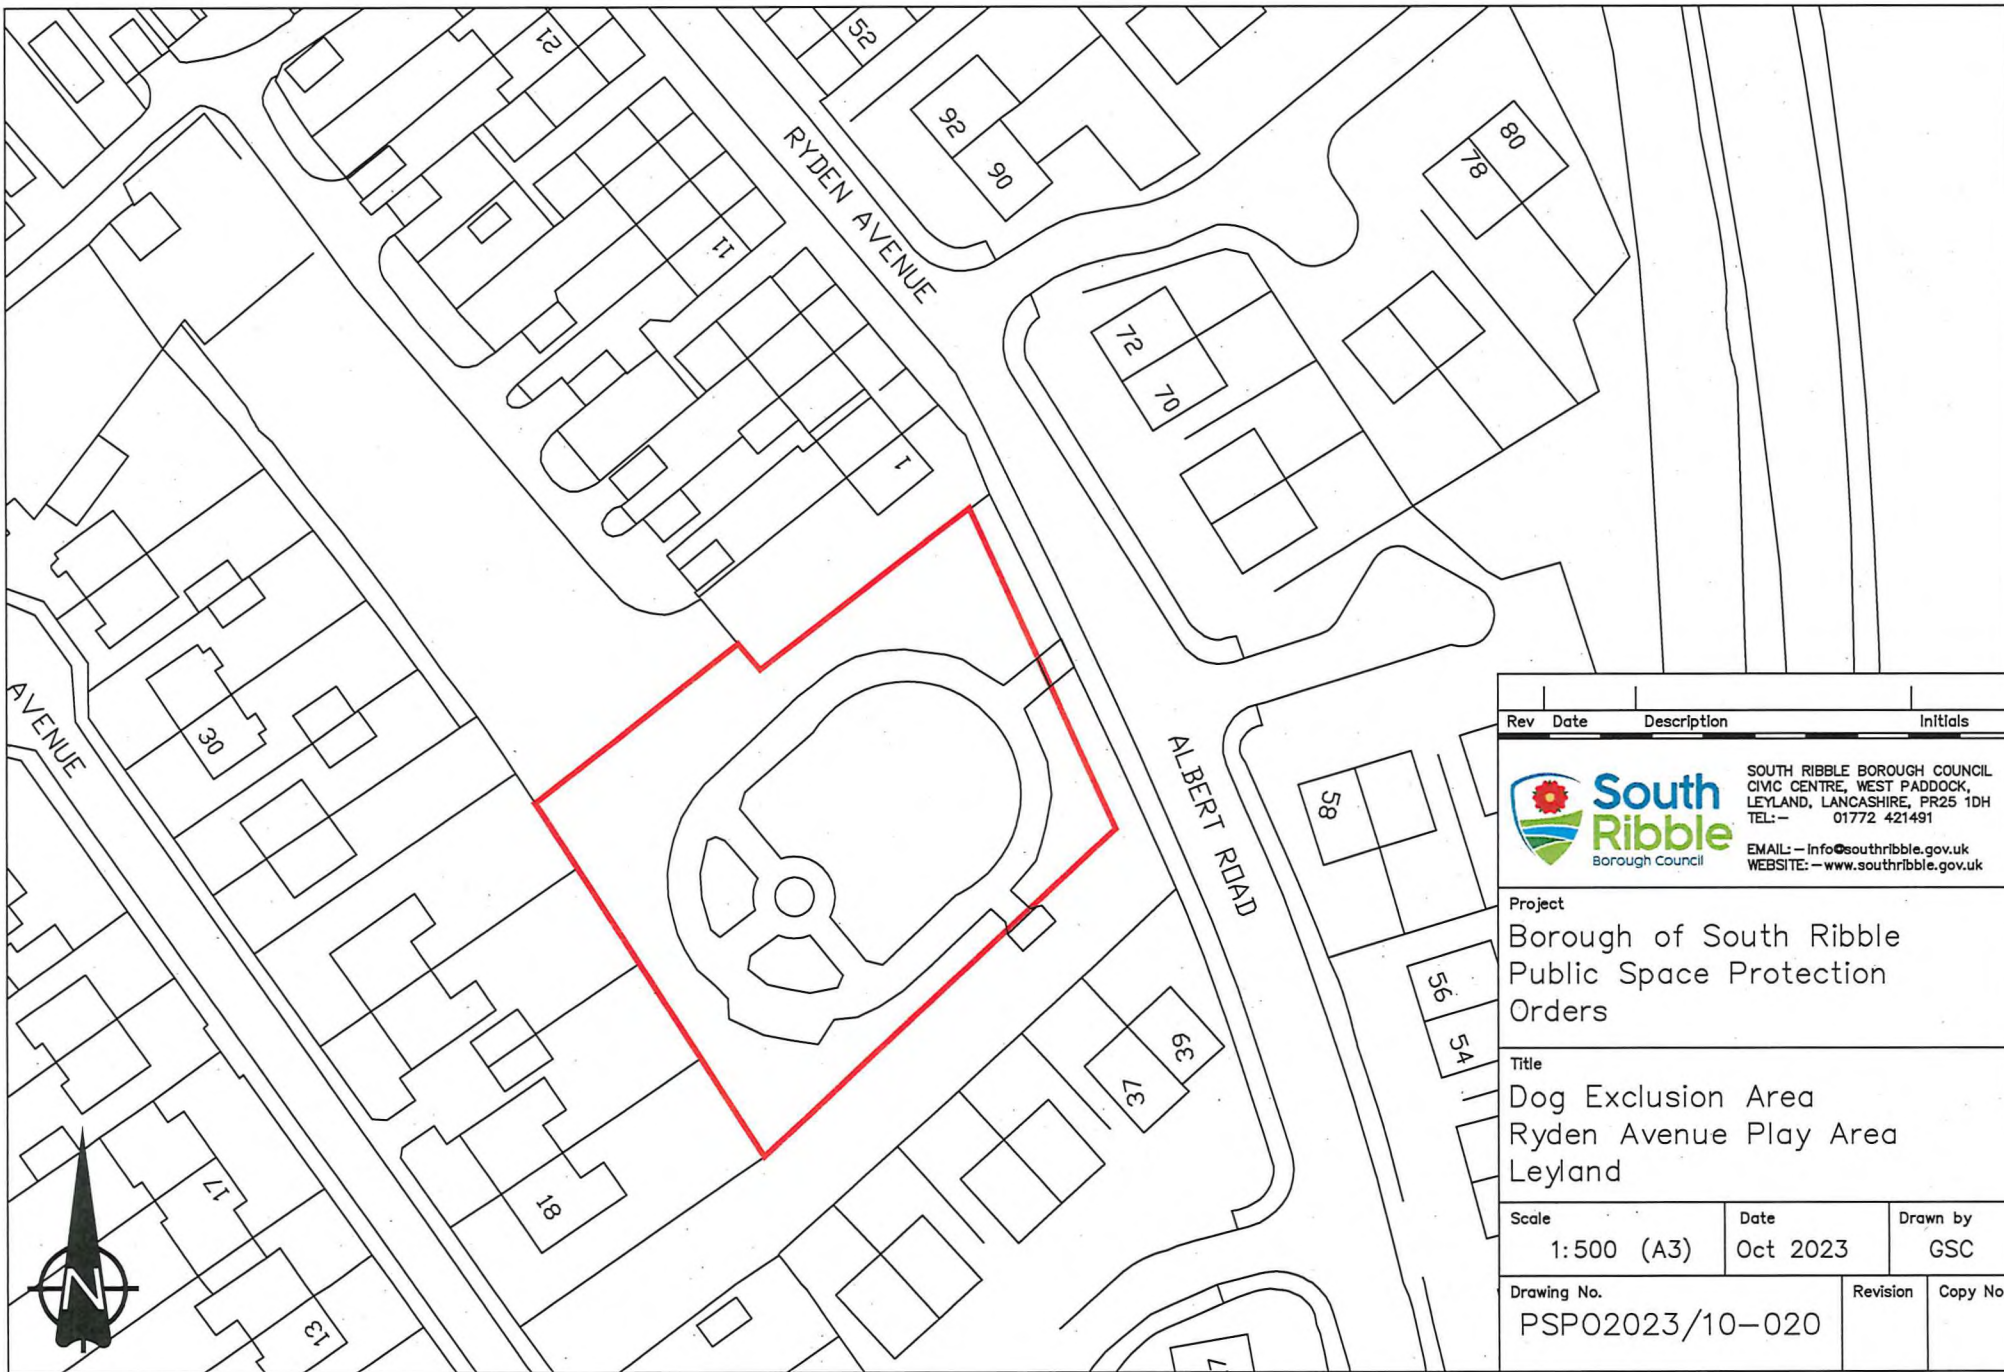 52
21
92
90
80
78
RYDEN AVENUE
11
72
70
1
AVENUE
30
ALBERT ROAD
58
56
54
39
37
18
17
13
N
Rev Date Description Initials
South
Ribble
Borough Council
SOUTH RIBBLE BOROUGH COUNCIL
CIVIC CENTRE, WEST PADDOCK,
LEYLAND, LANCASHIRE, PR25 1DH
TEL:- 01772 421491
EMAIL:-info@southribble.gov.uk
WEBSITE:-www.southribble.gov.uk
Project
Borough of South Ribble
Public Space Protection
Orders
Title
Dog Exclusion Area
Ryden Avenue Play Area
Leyland
Scale Date Drawn by
1:500 (A3) Oct 2023 GSC
Drawing No. Revision Copy No
PSPO2023/10-020